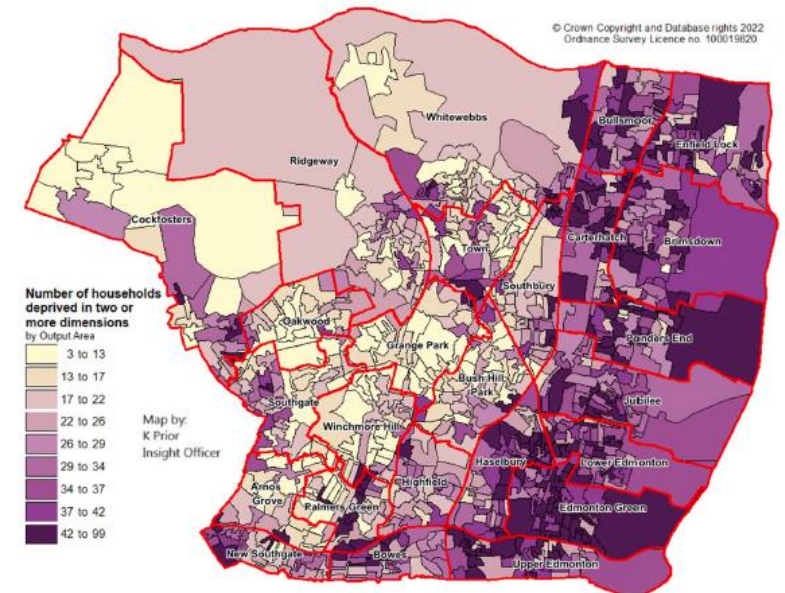 © Crown Copyright and Database rights 2022
Ordnance Survey Licence no. 100019820
Whitewebbs
Bullsmoor
Enfield Lock
Ridgeway
Cockfosters
Town
Carterhatch
Brimsdown
Southbury
Number of households
deprived in two or
more dimensions
by Output Area
3 to 13
13 to 17
17 to 22
22 to 26
26 to 29
29 to 34
34 to 37
37 to 42
42 to 99
Oakwood
Grange Park
Ponders End
Bush Hill
Park
Jubilee
Southgate
Map by:
K Prior
Insight Officer
Winchmore Hill
Haselbury
Lower Edmonton
Highfield
Arnos
Grove
Palmers Green
Edmonton Green
New Southgate
Bowes
Upper Edmonton